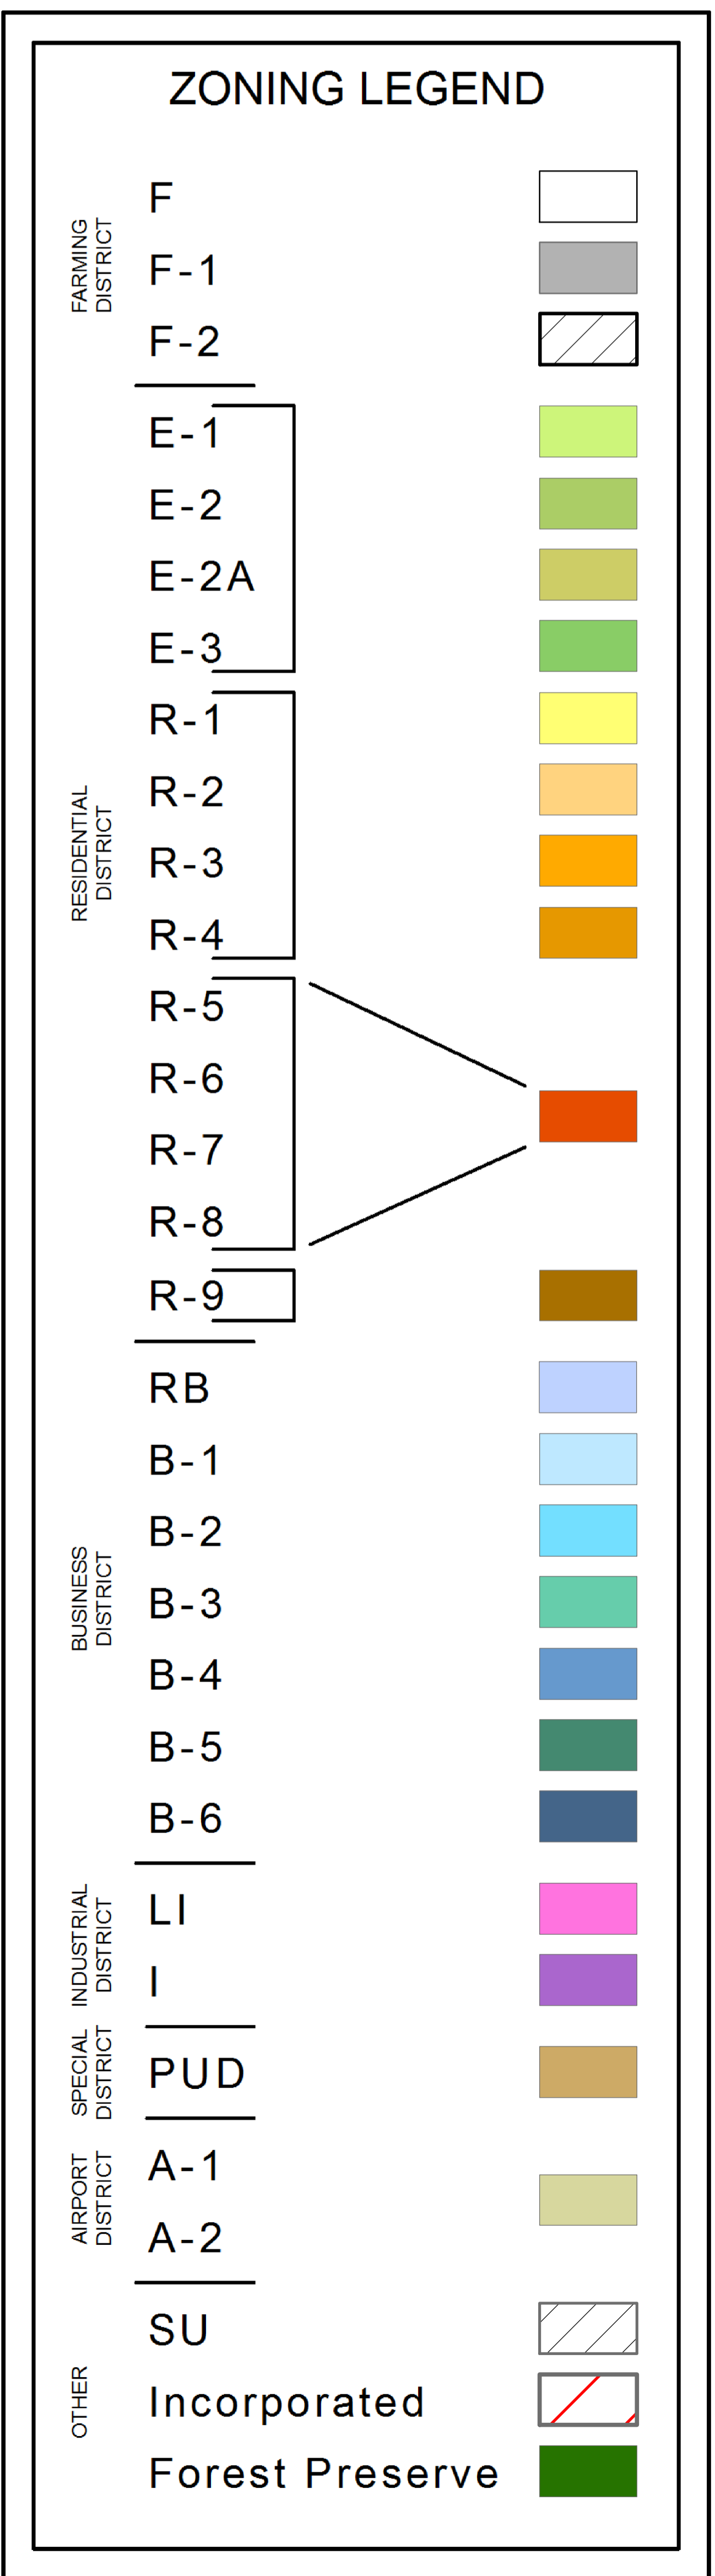 ZONING LEGEND
FARMING
DISTRICT
F
F-1
F-2
RESIDENTIAL
DISTRICT
E-1
E-2
E-2A
E-3
R-1
R-2
R-3
R-4
R-5
R-6
R-7
R-8
R-9
BUSINESS
DISTRICT
RB
B-1
B-2
B-3
B-4
B-5
B-6
INDUSTRIAL
DISTRICT
LI
I
SPECIAL
DISTRICT
PUD
AIRPORT
DISTRICT
A-1
A-2
OTHER
SU
Incorporated
Forest Preserve